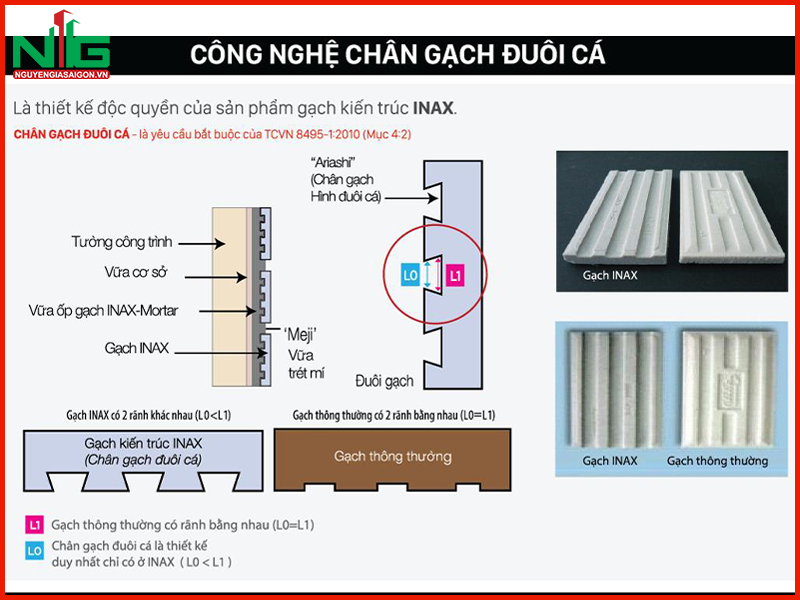 NTG
NGUYENGIASAIGON.VN
CÔNG NGHỆ CHÂN GẠCH ĐUÔI CÁ
Là thiết kế độc quyền của sản phẩm gạch kiến trúc INAX.
CHÂN GẠCH ĐUÔI CÁ - là yêu cầu bắt buộc của TCVN 8495-1:2010 (Mục 4:2)
“Ariashi”
(Chân gạch
Hình đuôi cá)
Tường công trình
Vữa cơ sở
Vữa ốp gạch INAX-Mortar
Gạch INAX
‘Meji’
Vữa
trét mí
L0
L1
Đuôi gạch
Gạch INAX
Gạch INAX
Gạch thông thường
Gạch INAX có 2 rãnh khác nhau (L0<L1)
Gạch thông thường có 2 rãnh bằng nhau (L0=L1)
Gạch kiến trúc INAX
(Chân gạch đuôi cá)
Gạch thông thường
L1 Gạch thông thường có rãnh bằng nhau (L0=L1)
L0 Chân gạch đuôi cá là thiết kế
duy nhất chỉ có ở INAX ( L0 < L1 )